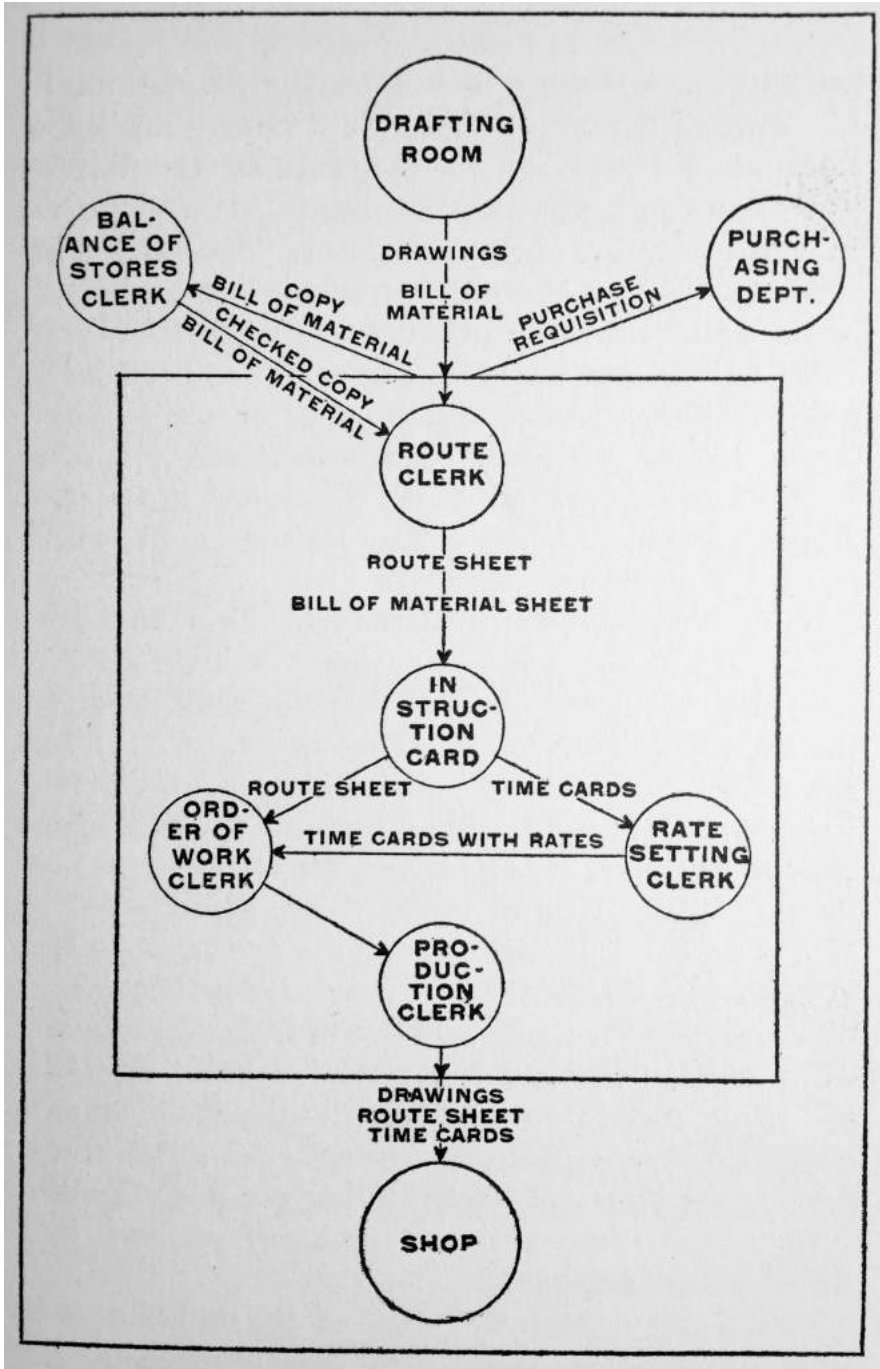 DRAFTING
ROOM
BAL-
ANCE OF
STORES
CLERK
PURCH-
ASING
DEPT.
DRAWINGS
BILL OF
MATERIAL
COPY
BILL OF MATERIAL
CHECKED COPY
BILL OF MATERIAL
PURCHASE
REQUISITION
ROUTE
CLERK
ROUTE SHEET
BILL OF MATERIAL SHEET
IN
STRUC-
TION
CARD
ROUTE SHEET
TIME CARDS
ORD-
ER OF
WORK
CLERK
TIME CARDS WITH RATES
RATE
SETTING
CLERK
PRO-
DUC-
TION
CLERK
DRAWINGS
ROUTE SHEET
TIME CARDS
SHOP